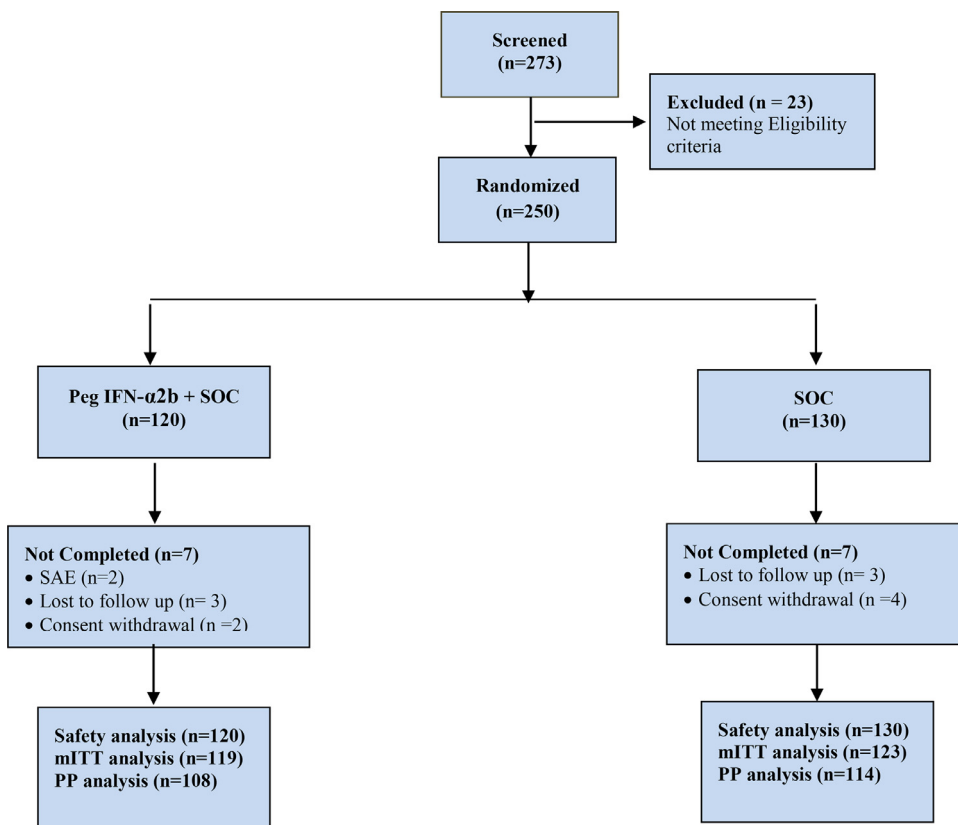 Screened
(n=273)
Excluded (n = 23)
Not meeting Eligibility
criteria
Randomized
(n=250)
Peg IFN-α2b + SOC
(n=120)
SOC
(n=130)
Not Completed (n=7)
• SAE (n=2)
• Lost to follow up (n= 3)
• Consent withdrawal (n =2)
Not Completed (n=7)
• Lost to follow up (n= 3)
• Consent withdrawal (n =4)
Safety analysis (n=120)
mITT analysis (n=119)
PP analysis (n=108)
Safety analysis (n=130)
mITT analysis (n=123)
PP analysis (n=114)